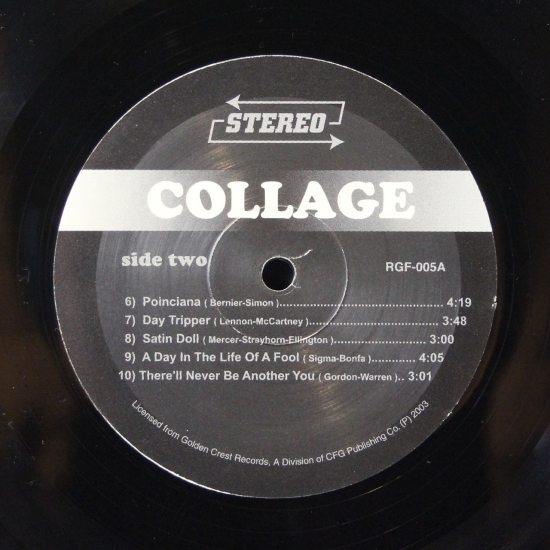 STEREO
COLLAGE
side two
RGF-005A
6) Poinciana ( Bernier-Simon )........................................... 4:19
7) Day Tripper ( Lennon-McCartney )................................... 3:48
8) Satin Doll ( Mercer-Strayhorn-Ellington )......................... 3:00
9) A Day In The Life Of A Fool ( Sigma-Bonfa )............ 4:05
10) There'll Never Be Another You ( Gordon-Warren ).. 3:01
Licensed from Golden Crest Records, A Division of CFG Publishing Co. (P) 2003